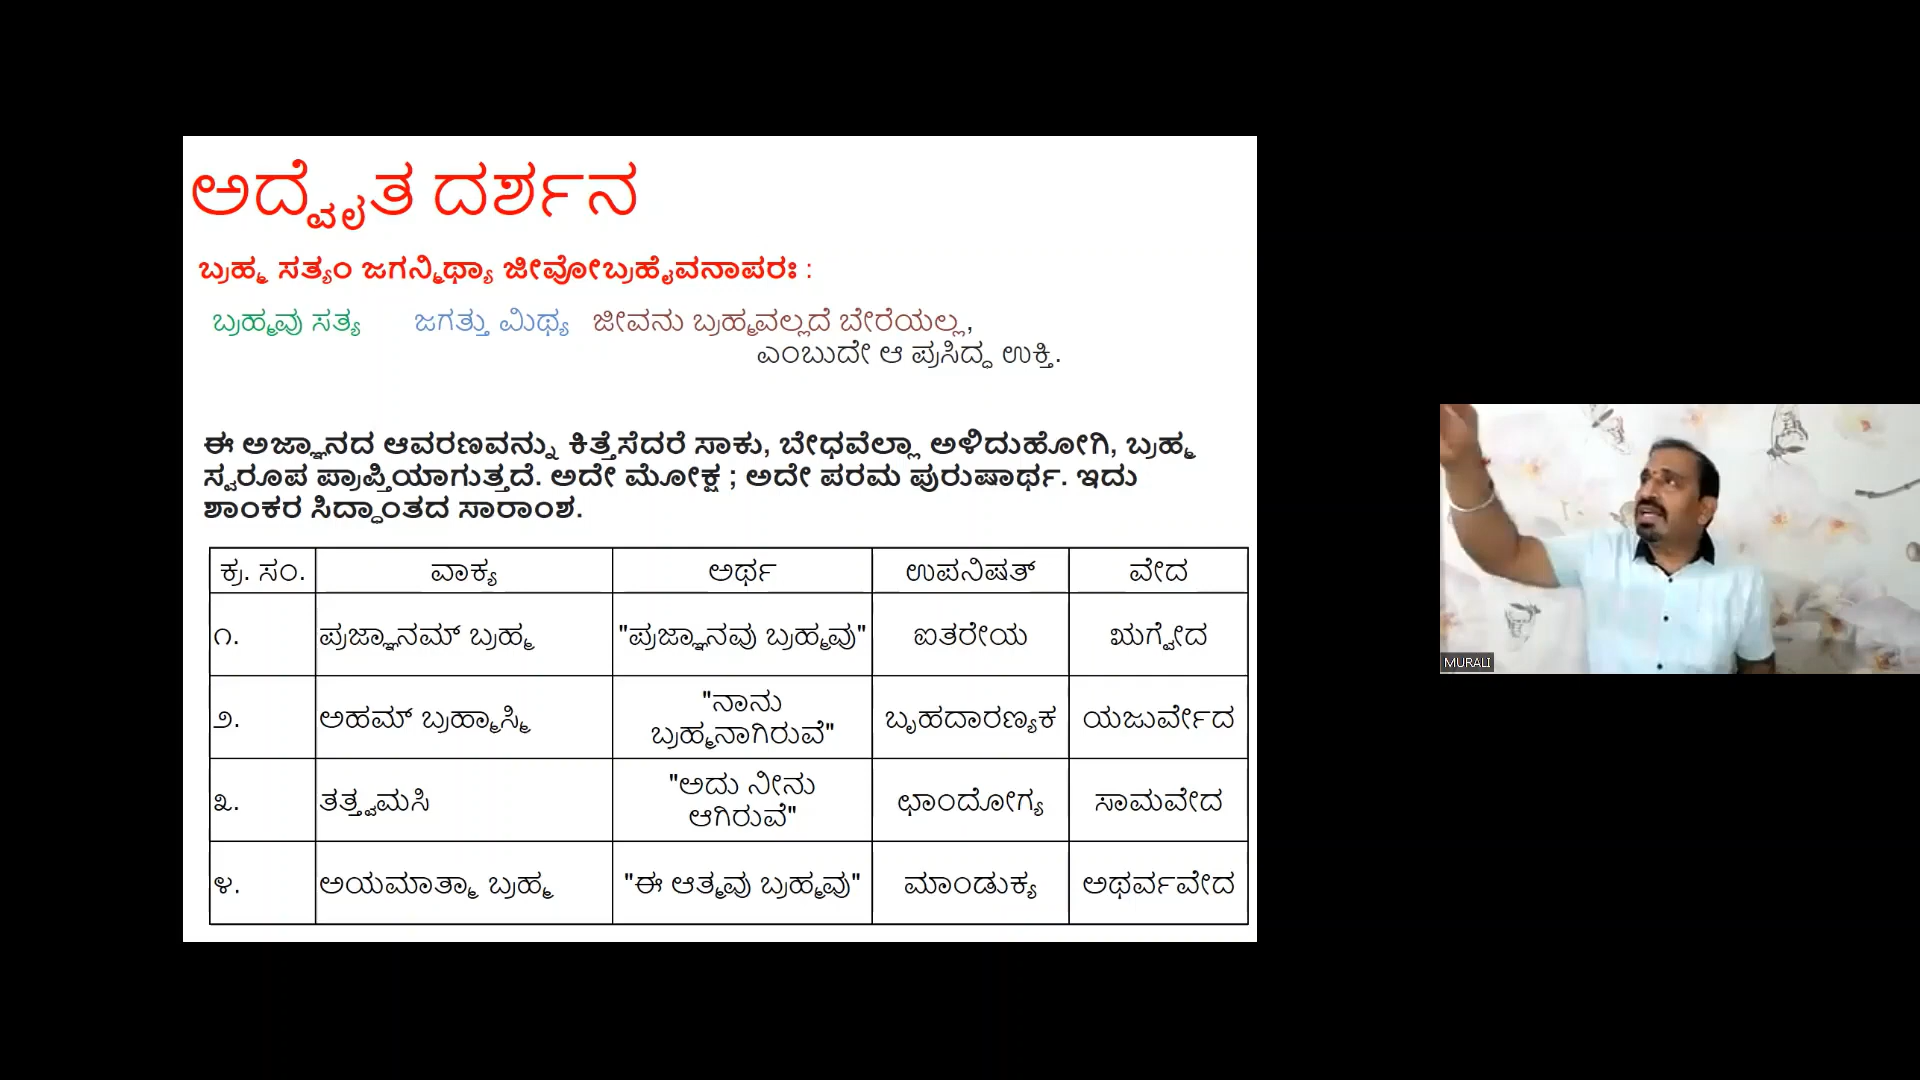 ಅದ್ವೈತ ದರ್ಶನ
ಬ್ರಹ್ಮ ಸತ್ಯಂ ಜಗನ್ಮಿಥ್ಯಾ ಜೀವೋಬ್ರಹೈವನಾಪರಃ :
ಬ್ರಹ್ಮವು ಸತ್ಯ ಜಗತ್ತು ಮಿಥ್ಯ ಜೀವನು ಬ್ರಹ್ಮವಲ್ಲದೆ ಬೇರೆಯಲ್ಲ,
ಎಂಬುದೇ ಆ ಪ್ರಸಿದ್ಧ ಉಕ್ತಿ.
ಈ ಅಜ್ಞಾನದ ಆವರಣವನ್ನು ಕಿತ್ತೆಸೆದರೆ ಸಾಕು, ಬೇಧವೆಲ್ಲಾ ಅಳಿದುಹೋಗಿ, ಬ್ರಹ್ಮ
ಸ್ವರೂಪ ಪ್ರಾಪ್ತಿಯಾಗುತ್ತದೆ. ಅದೇ ಮೋಕ್ಷ ; ಅದೇ ಪರಮ ಪುರುಷಾರ್ಥ. ಇದು
ಶಾಂಕರ ಸಿದ್ಧಾಂತದ ಸಾರಾಂಶ.
ಕ್ರ. ಸಂ. ವಾಕ್ಯ ಅರ್ಥ ಉಪನಿಷತ್ ವೇದ
೧. ಪ್ರಜ್ಞಾನಮ್ ಬ್ರಹ್ಮ "ಪ್ರಜ್ಞಾನವು ಬ್ರಹ್ಮವು" ಐತರೇಯ ಋಗ್ವೇದ
೨. ಅಹಮ್ ಬ್ರಹ್ಮಾಸ್ಮಿ "ನಾನು
ಬ್ರಹ್ಮನಾಗಿರುವೆ" ಬೃಹದಾರಣ್ಯಕ ಯಜುರ್ವೇದ
೩. ತತ್ತ್ವಮಸಿ "ಅದು ನೀನು
ಆಗಿರುವೆ" ಛಾಂದೋಗ್ಯ ಸಾಮವೇದ
೪. ಅಯಮಾತ್ಮಾ ಬ್ರಹ್ಮ "ಈ ಆತ್ಮವು ಬ್ರಹ್ಮವು" ಮಾಂಡುಕ್ಯ ಅಥರ್ವವೇದ
MURALI